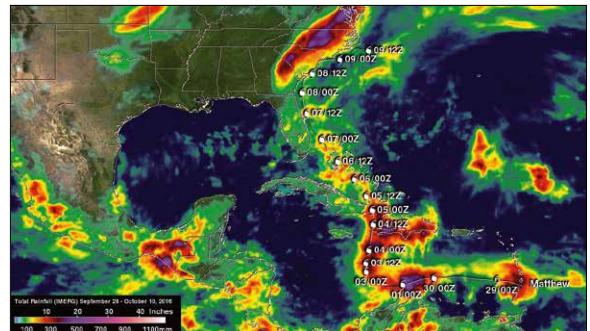 09/12Z
09/00Z
08/12Z
08/00Z
07/12Z
07/00Z
06/12Z
06/00Z
05/12Z
05/00Z
04/12Z
04/00Z
03/12Z
03/00Z
01/00Z
30/00Z
29/00Z
Matthew
Total Rainfall (IMERG) September 28 - October 10, 2016
10 20 30 40 Inches
100 300 500 700 900 1100mm